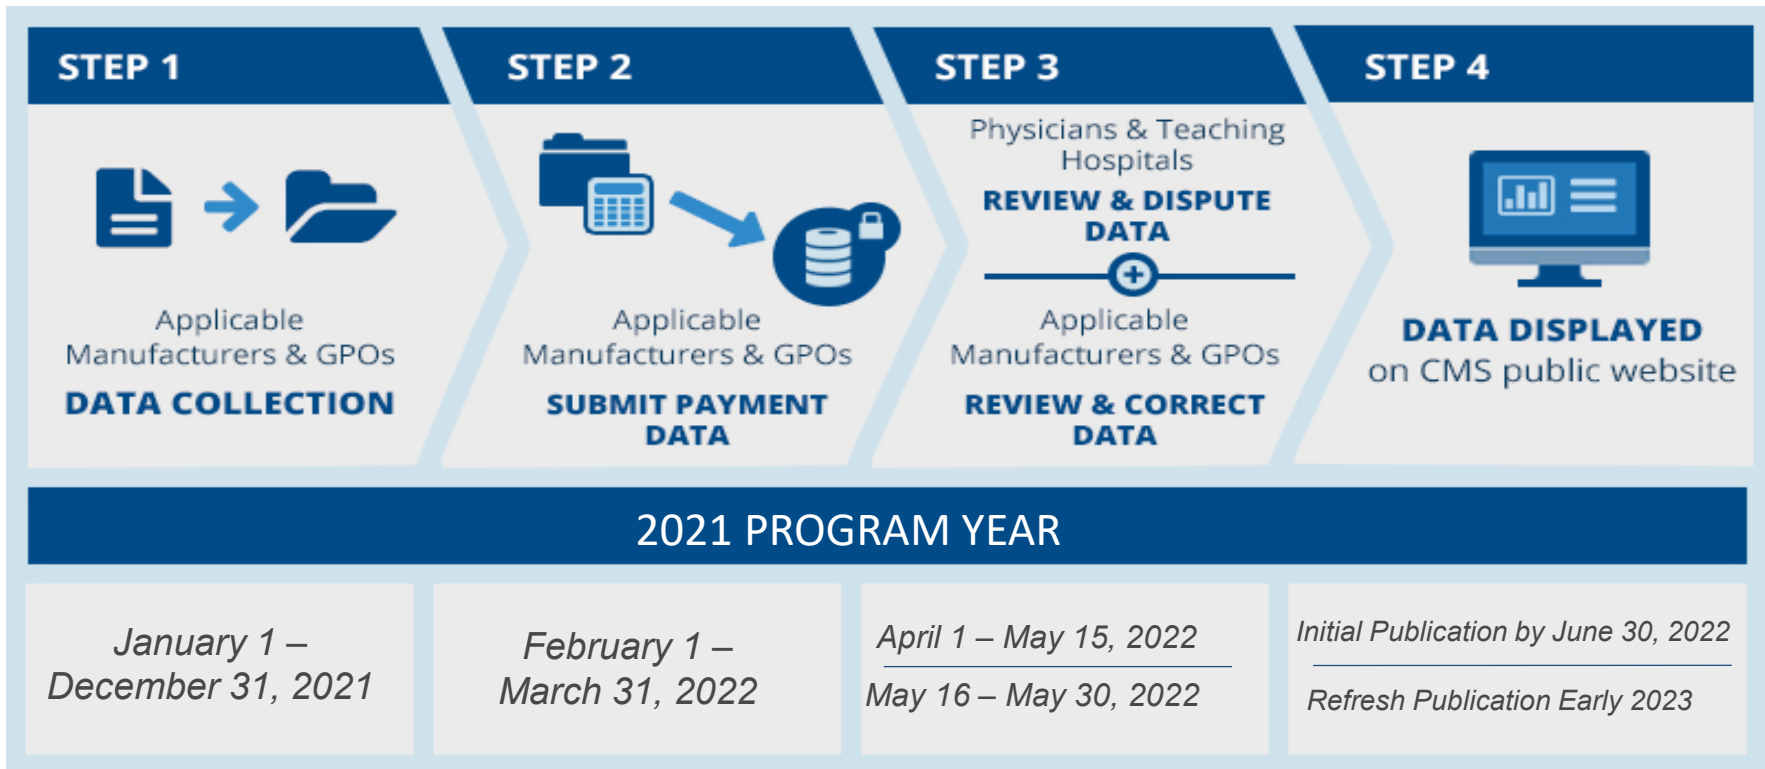 STEP 1
Applicable
Manufacturers & GPOs
DATA COLLECTION
STEP 2
Applicable
Manufacturers & GPOs
SUBMIT PAYMENT
DATA
STEP 3
Physicians & Teaching
Hospitals
REVIEW & DISPUTE
DATA
Applicable
Manufacturers & GPOs
REVIEW & CORRECT
DATA
STEP 4
DATA DISPLAYED
on CMS public website
2021 PROGRAM YEAR
January 1 –
December 31, 2021
February 1 –
March 31, 2022
April 1 – May 15, 2022
May 16 – May 30, 2022
Initial Publication by June 30, 2022
Refresh Publication Early 2023